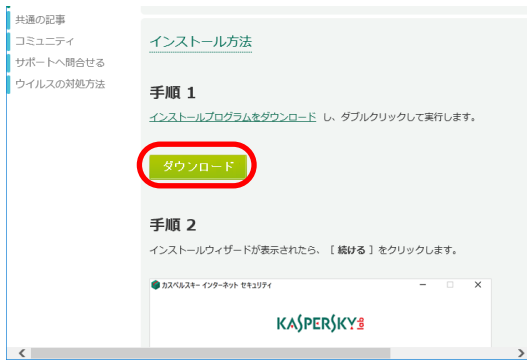 共通の記事
コミュニティ
サポートへ問合せる
ウイルスの対処方法
インストール方法
手順 1
インストールプログラムをダウンロード し、ダブルクリックして実行します。
ダウンロード
手順 2
インストールウィザードが表示されたら、[ 続ける ] をクリックします。
カスペルスキー インターネット セキュリティ
KASPERSKY lab